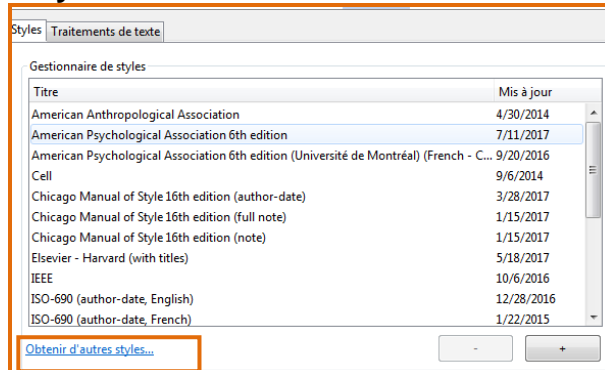 Styles Traitements de texte
Gestionnaire de styles
Titre Mis à jour
American Anthropological Association 4/30/2014
American Psychological Association 6th edition 7/11/2017
American Psychological Association 6th edition (Université de Montréal) (French - C... 9/20/2016
Cell 9/6/2014
Chicago Manual of Style 16th edition (author-date) 3/28/2017
Chicago Manual of Style 16th edition (full note) 1/15/2017
Chicago Manual of Style 16th edition (note) 1/15/2017
Elsevier - Harvard (with titles) 5/18/2017
IEEE 10/6/2016
ISO-690 (author-date, English) 12/28/2016
ISO-690 (author-date, French) 1/22/2015
Obtenir d'autres styles... - +